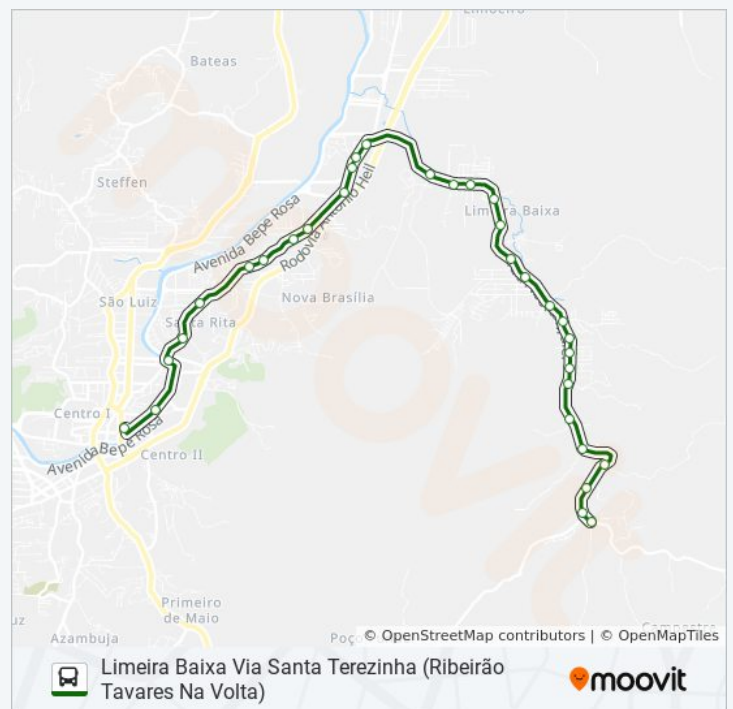 Limoeiro
Bateas
Steffen
Avenida Bepe Rosa
Rodovia Antônio Heil
Limeira Baixa
São Luiz
Nova Brasília
Santa Rita
Centro I
Avenida Bepe Rosa
Centro II
Primeiro
de Maio
Azambuja
© OpenStreetMap contributors | © OpenMapTiles
Limeira Baixa Via Santa Terezinha (Ribeirão
Tavares Na Volta)
moovit